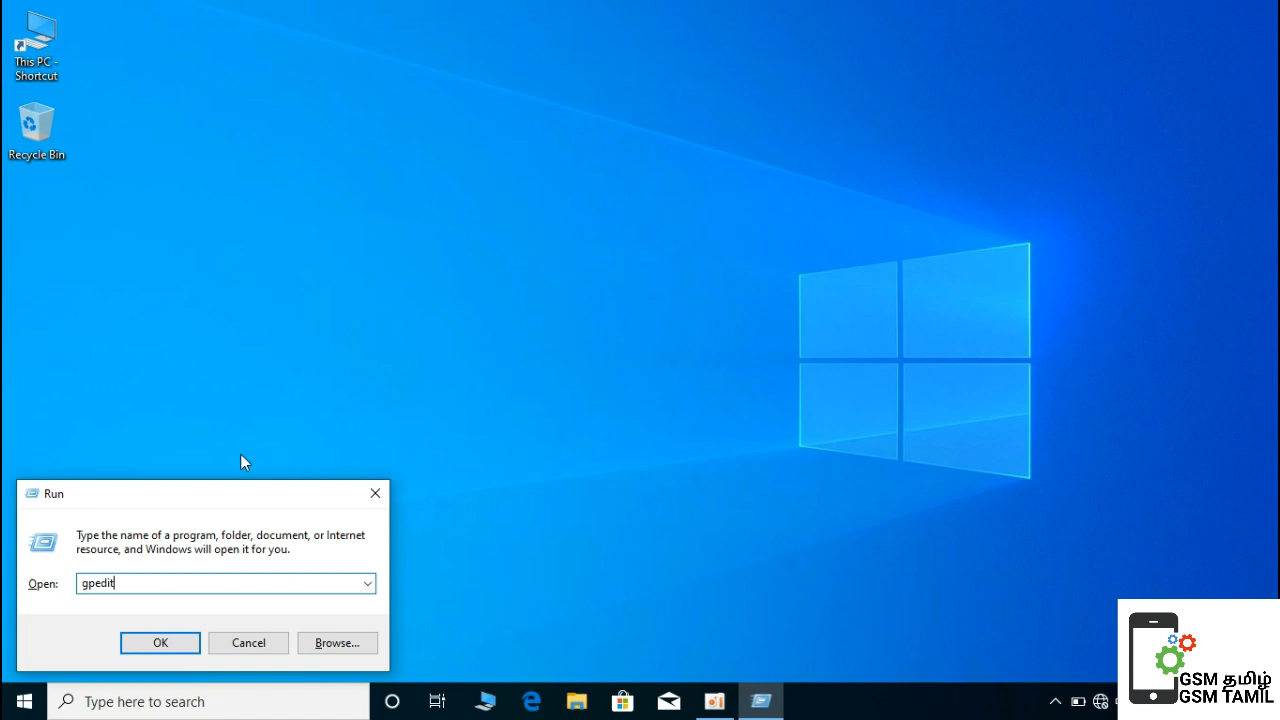 This PC -
Shortcut
Recycle Bin
Run
Type the name of a program, folder, document, or Internet
resource, and Windows will open it for you.
Open: gpedit
OK Cancel Browse...
Type here to search
GSM தமிழ்
GSM TAMIL